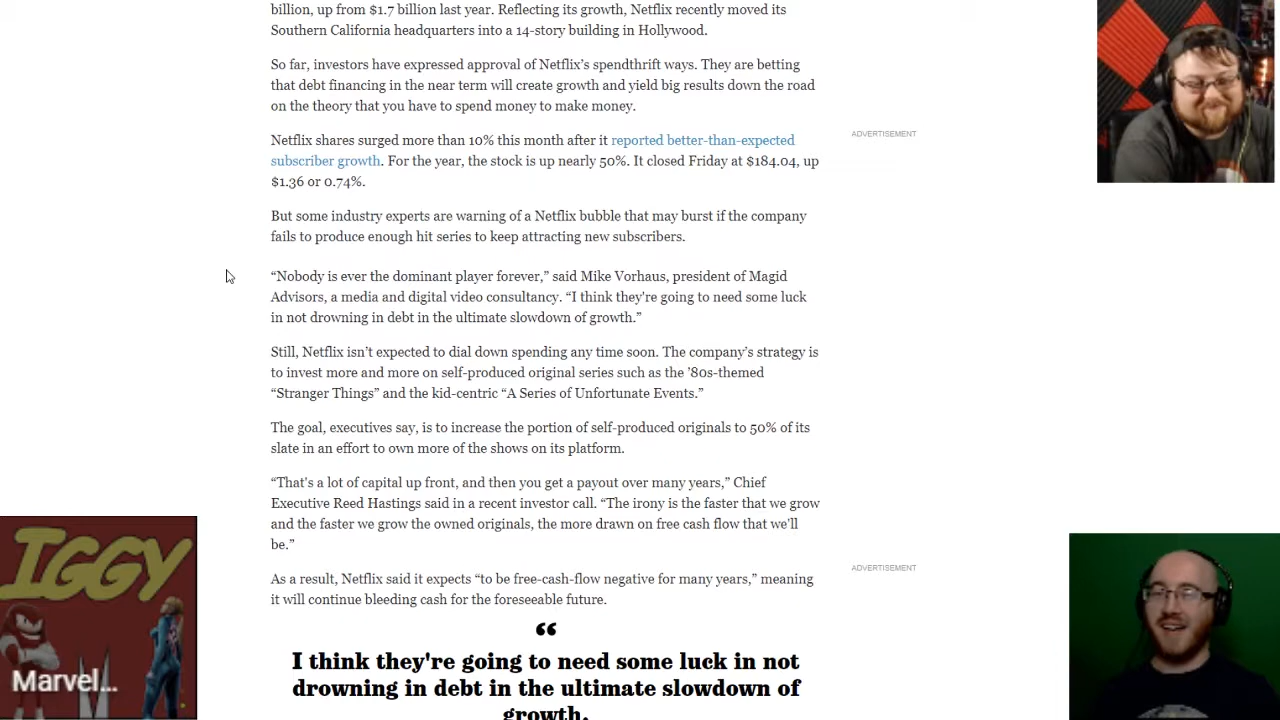 billion, up from $1.7 billion last year. Reflecting its growth, Netflix recently moved its
Southern California headquarters into a 14-story building in Hollywood.
So far, investors have expressed approval of Netflix’s spendthrift ways. They are betting
that debt financing in the near term will create growth and yield big results down the road
on the theory that you have to spend money to make money.
ADVERTISEMENT
Netflix shares surged more than 10% this month after it reported better-than-expected
subscriber growth. For the year, the stock is up nearly 50%. It closed Friday at $184.04, up
$1.36 or 0.74%.
But some industry experts are warning of a Netflix bubble that may burst if the company
fails to produce enough hit series to keep attracting new subscribers.
“Nobody is ever the dominant player forever,” said Mike Vorhaus, president of Magid
Advisors, a media and digital video consultancy. “I think they're going to need some luck
in not drowning in debt in the ultimate slowdown of growth.”
Still, Netflix isn’t expected to dial down spending any time soon. The company’s strategy is
to invest more and more on self-produced original series such as the ’80s-themed
“Stranger Things” and the kid-centric “A Series of Unfortunate Events.”
The goal, executives say, is to increase the portion of self-produced originals to 50% of its
slate in an effort to own more of the shows on its platform.
“That's a lot of capital up front, and then you get a payout over many years,” Chief
Executive Reed Hastings said in a recent investor call. “The irony is the faster that we grow
and the faster we grow the owned originals, the more drawn on free cash flow that we’ll
be.”
ADVERTISEMENT
As a result, Netflix said it expects “to be free-cash-flow negative for many years,” meaning
it will continue bleeding cash for the foreseeable future.
“
I think they're going to need some luck in not
drowning in debt in the ultimate slowdown of
growth.
IGGY
Marvel...